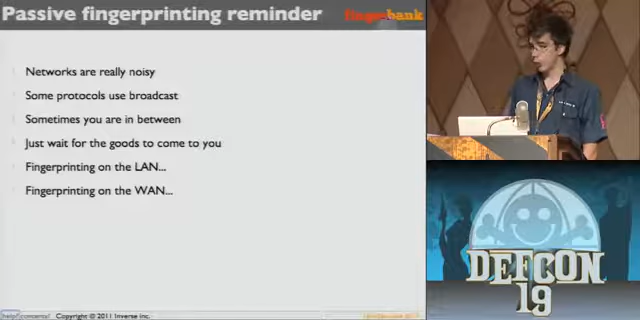 Passive fingerprinting reminder
fingerbank
Networks are really noisy
Some protocols use broadcast
Sometimes you are in between
Just wait for the goods to come to you
Fingerprinting on the LAN...
Fingerprinting on the WAN...
Copyright © 2011 Inverse inc.
DEFCON
19